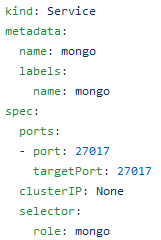 kind: Service
metadata:
  name: mongo
  labels:
    name: mongo
spec:
  ports:
  - port: 27017
    targetPort: 27017
  clusterIP: None
  selector:
    role: mongo